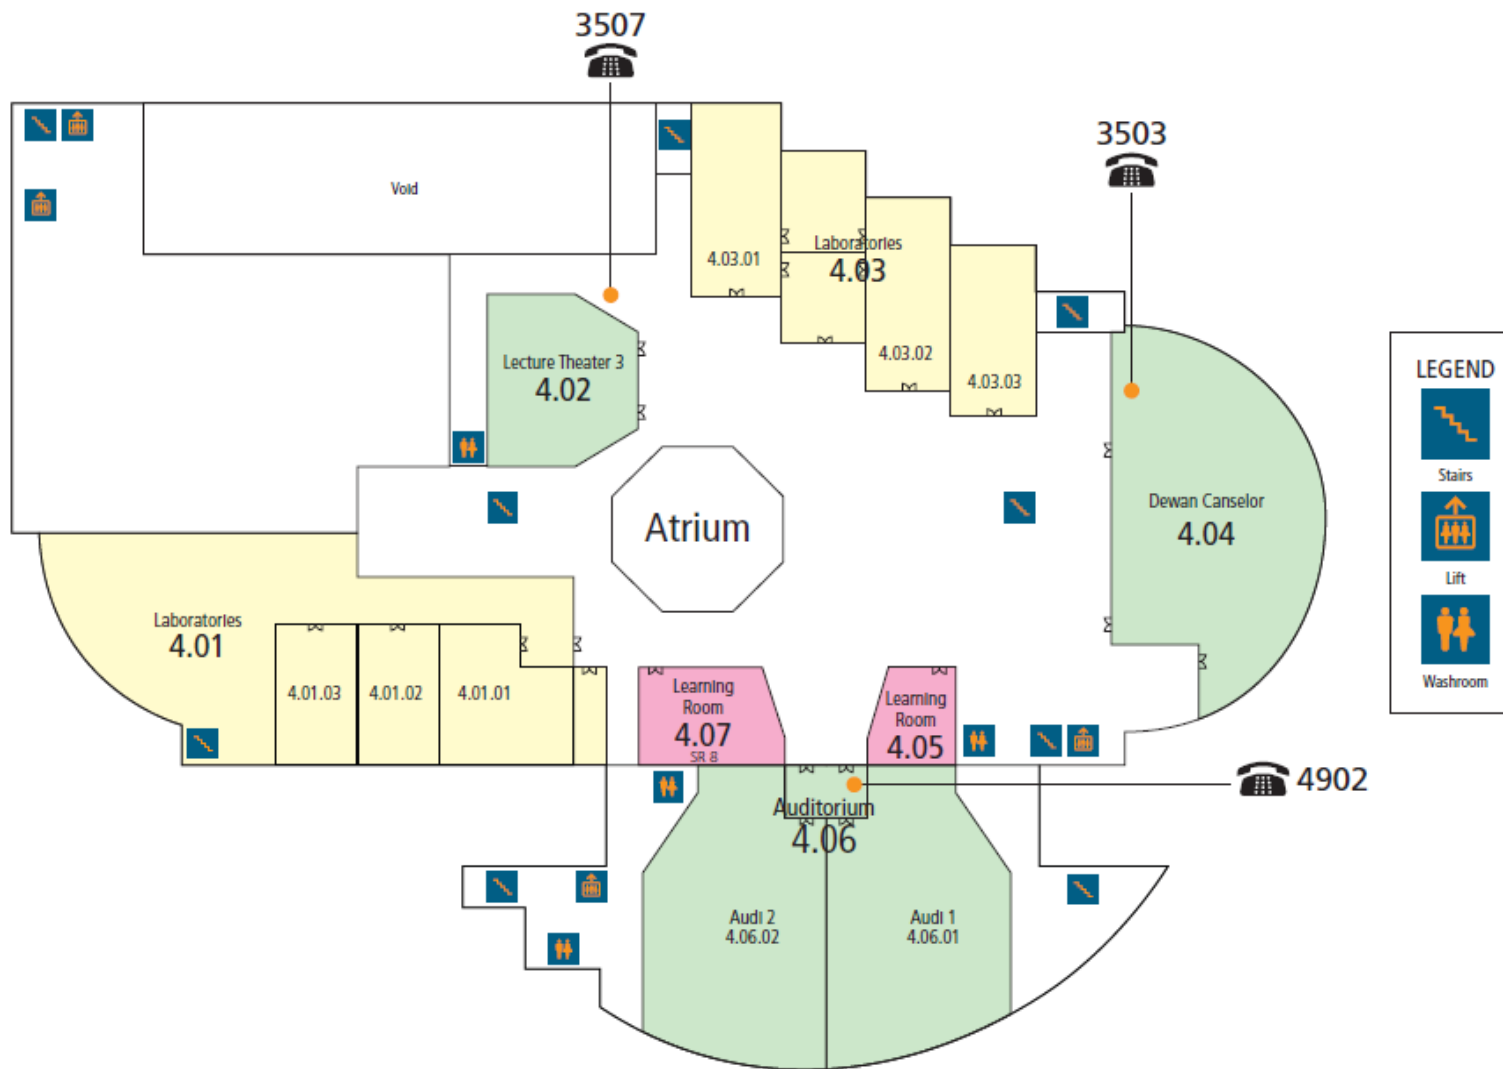 3507
3503
Void
4.03.01
Laboratories
4.03
4.03.02
4.03.03
Lecture Theater 3
4.02
LEGEND
Stairs
Lift
Washroom
Atrium
Dewan Canselor
4.04
Laboratories
4.01
4.01.03
4.01.02
4.01.01
Learning
Room
4.07
SR 8
Learning
Room
4.05
4902
Auditorium
4.06
Audi 2
4.06.02
Audi 1
4.06.01